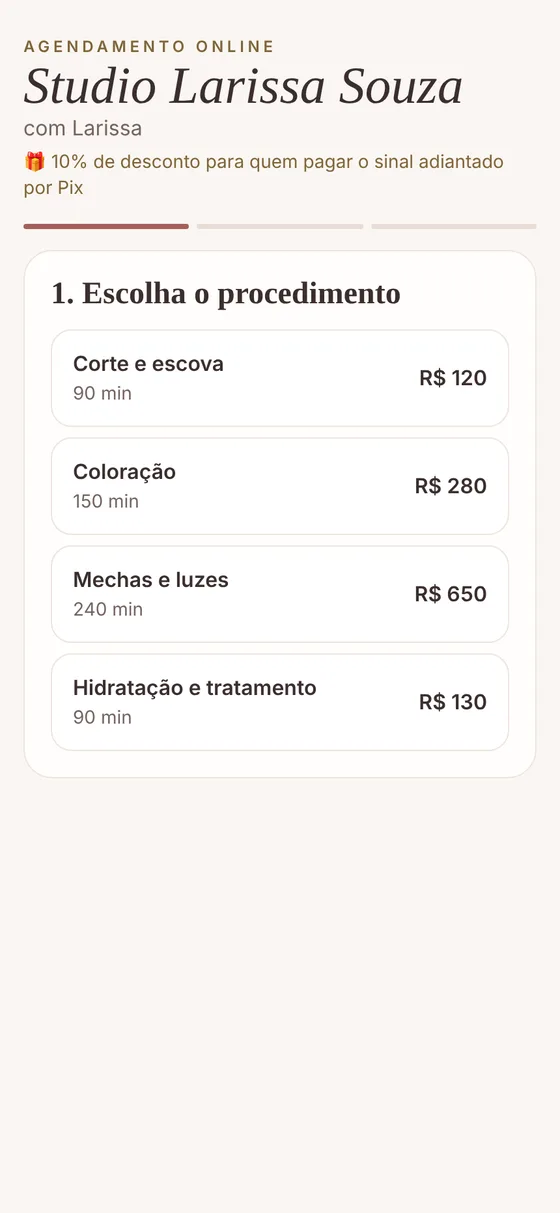 AGENDAMENTO ONLINE
Studio Larissa Souza
com Larissa
🎁 10% de desconto para quem pagar o sinal adiantado
por Pix
1. Escolha o procedimento
Corte e escova
90 min
R$ 120
Coloração
150 min
R$ 280
Mechas e luzes
240 min
R$ 650
Hidratação e tratamento
90 min
R$ 130